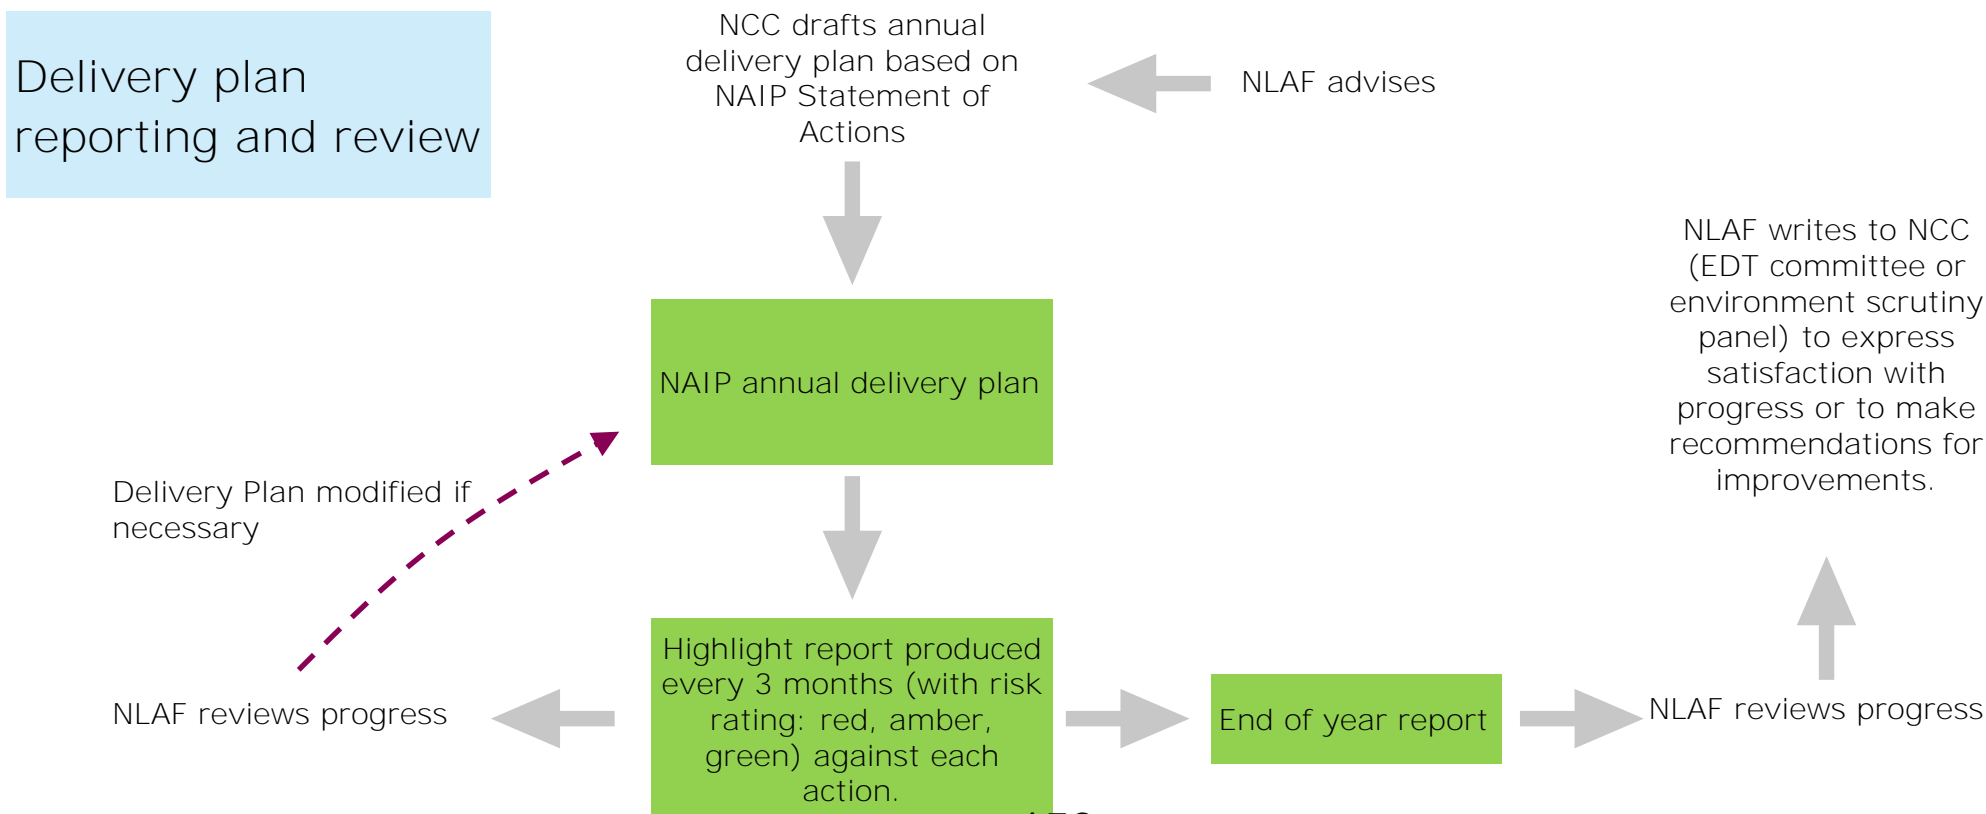 Delivery plan
reporting and review
NCC drafts annual
delivery plan based on
NAIP Statement of
Actions
NLAF advises
NLAF writes to NCC
(EDT committee or
environment scrutiny
panel) to express
satisfaction with
progress or to make
recommendations for
improvements.
NAIP annual delivery plan
Delivery Plan modified if
necessary
Highlight report produced
every 3 months (with risk
rating: red, amber,
green) against each
action.
NLAF reviews progress
End of year report
NLAF reviews progress